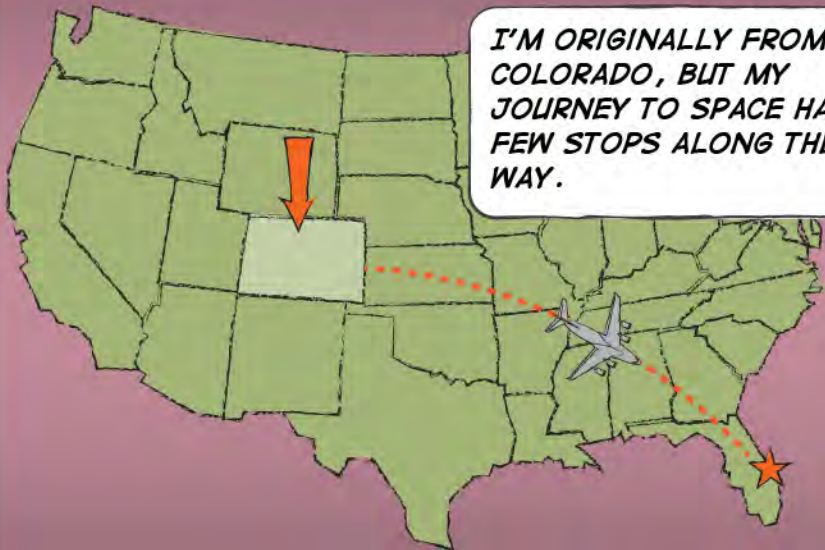 I'M ORIGINALLY FROM
COLORADO, BUT MY
JOURNEY TO SPACE
FEW STOPS ALONG
WAY.